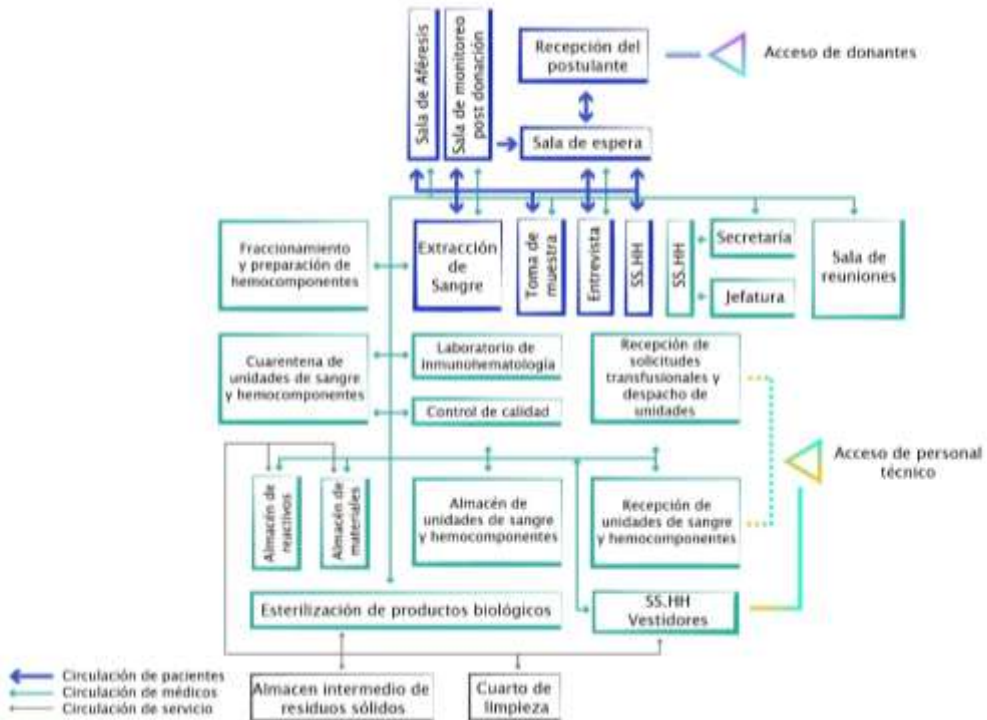 Sala de Aféresis
Sala de monitoreo
post donación
Recepción del
postulante
Acceso de donantes
Sala de espera
Fraccionamiento
y preparación de
hemocomponentes
Extracción
de
Sangre
Toma de
muestra
Entrevista
SS.HH
SS.HH
Secretaría
Jefatura
Sala de
reuniones
Cuarentena de
unidades de sangre
y hemocomponentes
Laboratorio de
inmunohematología
Control de calidad
Recepción de
solicitudes
transfusionales y
despacho de
unidades
Acceso de personal
técnico
Almacén de
reactivos
Almacén de
materiales
Almacén de
unidades de sangre
y hemocomponentes
Recepción de
unidades de sangre
y hemocomponentes
Esterilización de productos biológicos
SS.HH
Vestidores
Circulación de pacientes
Circulación de médicos
Circulación de servicio
Almacen intermedio de
residuos sólidos
Cuarto de
limpieza